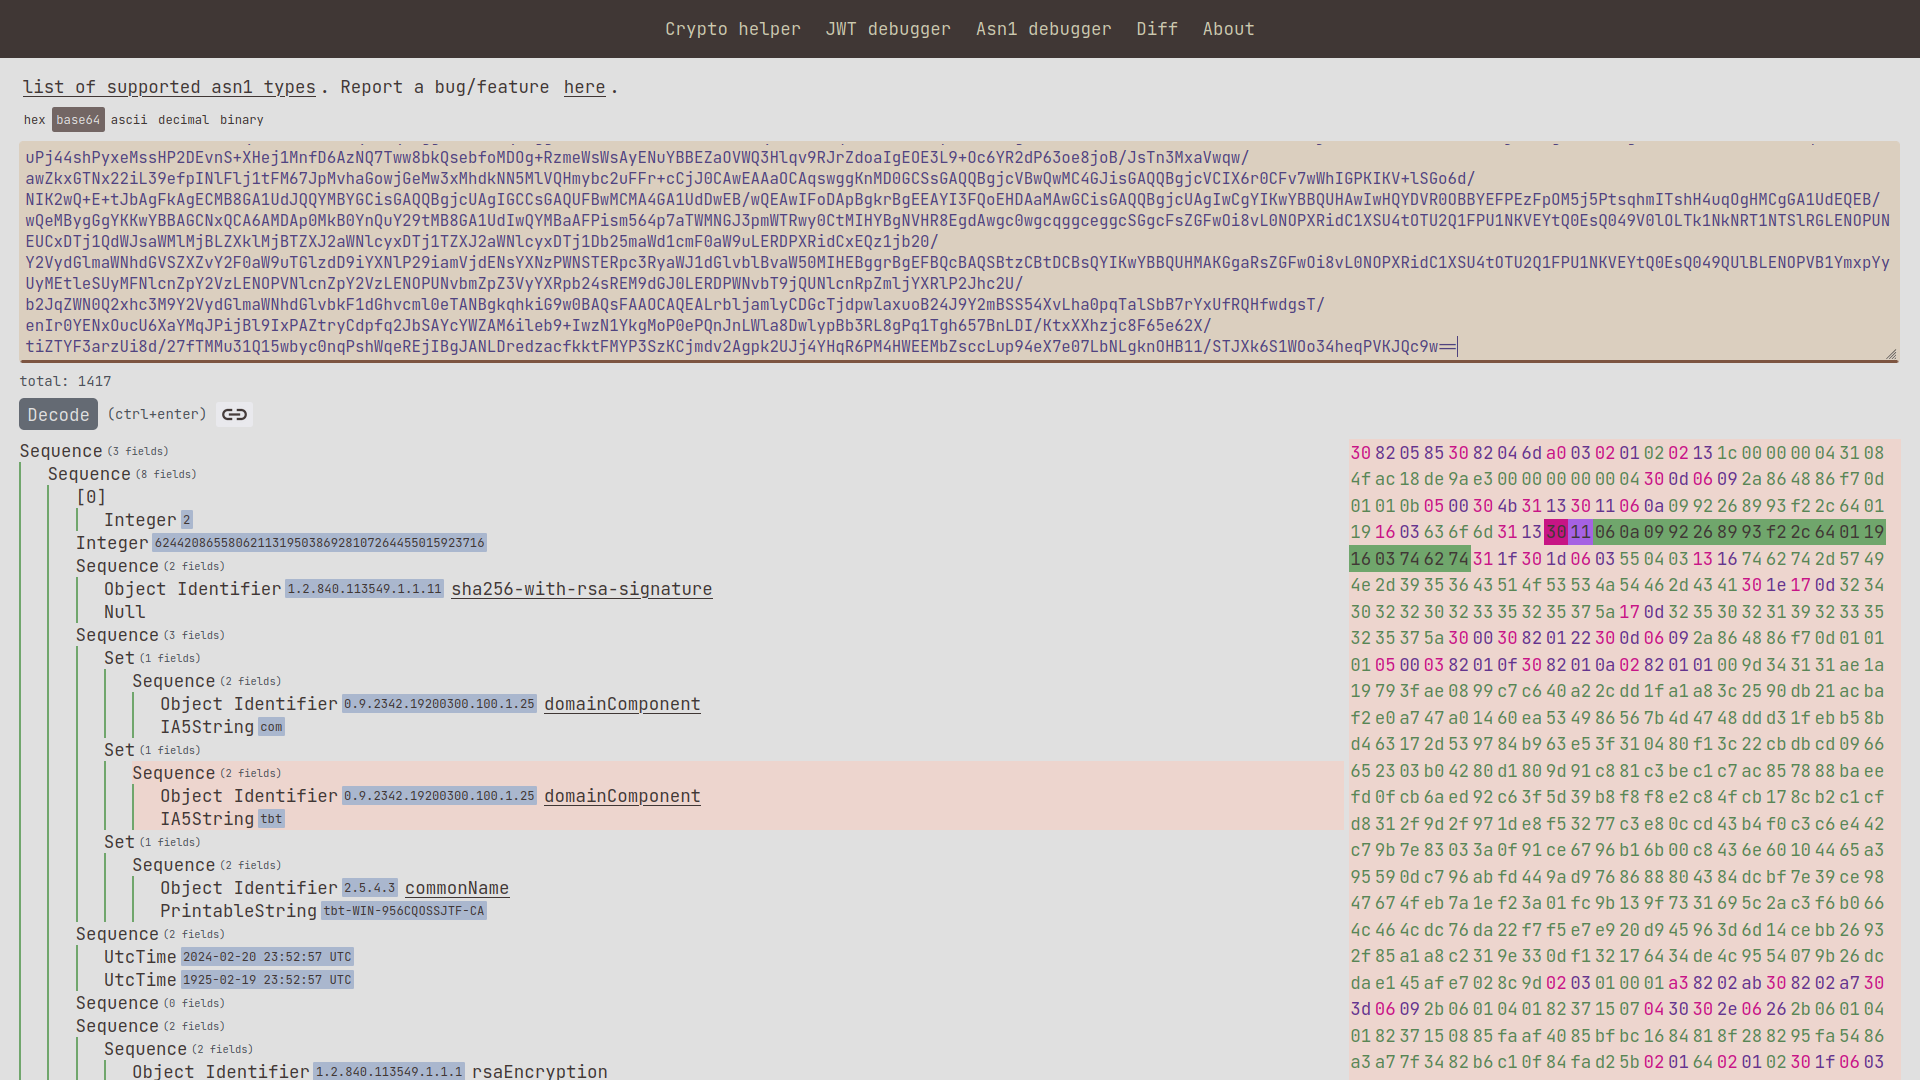 Crypto helper JWT debugger Asn1 debugger Diff About
list of supported asn1 types. Report a bug/feature here.
hex base64 ascii decimal binary
uPj44shPyxeMssHP2DEvnS+XHej1MnfD6AzNQ7Tww8bkQsebfoMDOg+RzmeWsWsAyENuYBBEZaOVWQ3Hlqv9RJrZdoaIgEOE3L9+Oc6YR2dP63oe8joB/JsTn3MxaVwqw/
awZkxGTNx22iL39efpINlFlj1tFM67JpMvhaGowjGeMw3xMhdkNN5MlVQHmybc2uFFr+cCjJ0CAwEAAaOCAqswggKnMD0GCSsGAQQBgjcVBwQwMC4GJisGAQQBgjcVCIX6r0CFv7wWhIGPKIKV+lSGo6d/
NIK2wQ+E+tJbAgFkAgECMB8GA1UdJQQYMBYGCisGAQQBgjcUAgIGCCsGAQUFBwMCMA4GA1UdDwEB/wQEAwIFoDApBgkrBgEEAYI3FQoEHDAaMAwGCisGAQQBgjcUAgIwCgYIKwYBBQUHAwIwHQYDVR0OBBYEFPEzFpOM5j5PtsqhmITshH4uqOgHMCgGA1UdEQEB/
wQeMBygGgYKKwYBBAGCNxQCA6AMDAp0MkB0YnQuY29tMB8GA1UdIwQYMBaAFPism564p7aTWMNGJ3pmWTRwy0CtMIHYBgNVHR8EgdAwgc0wgcqggceggcSGgcFsZGFwOi8vL0NOPXRidC1XSU4tOTU2Q1FPU1NKVEYtQ0EsQ049V0lOLTk1NkNRT1NTSlRGLENOPUN
EUCxDTj1QdWJsaWMlMjBLZXklMjBTZXJ2aWNlcyxDTj1TZXJ2aWNlcyxDTj1Db25maWd1cmF0aW9uLERDPXRidCxEQz1jb20/
Y2VydGlmaWNhdGVSZXZvY2F0aW9uTGlzdD9iYXNlP29iamVjdENsYXNzPWNSTERpc3RyaWJ1dGlvblBvaW50MIHEBggrBgEFBQcBAQSBtzCBtDCBsQYIKwYBBQUHMAKGgaRsZGFwOi8vL0NOPXRidC1XSU4tOTU2Q1FPU1NKVEYtQ0EsQ049QUlBLENOPVB1YmxpYy
UyMEtleSUyMFNlcnZpY2VzLENOPVNlcnZpY2VzLENOPUNvbmZpZ3VyYXRpb24sREM9dGJ0LERDPWNvbT9jQUNlcnRpZmljYXRlP2Jhc2U/
b2JqZWN0Q2xhc3M9Y2VydGlmaWNhdGlvbkF1dGhvcml0eTANBgkqhkiG9w0BAQsFAAOCAQEALrbljamlyCDGcTjdpwlaxuoB24J9Y2mBSS54XvLha0pqTalSbB7rYxUfRQHfwdgsT/
enIr0YENxOucU6XaYMqJPijBl9IxPAZtryCdpfq2JbSAYcYWZAM6ileb9+IwzN1YkgMoP0ePQnJnLWla8DwlypBb3RL8gPq1Tgh657BnLDI/KtxXXhzjc8F65e62X/
tiZTYF3arzUi8d/27fTMMu31Q15wbyc0nqPshWqeREjIBgJANLDredzacfkktFMYP3SzKCjmdv2Agpk2UJj4YHqR6PM4HWEEMbZsccLup94eX7e07LbNLgknOHB11/STJXk6S1WOo34heqPVKJQc9w==
total: 1417
Decode (ctrl+enter)
Sequence (3 fields)
Sequence (8 fields)
[0]
Integer 2
Integer 624420865580621131950386928107264455015923716
Sequence (2 fields)
Object Identifier 1.2.840.113549.1.1.11 sha256-with-rsa-signature
Null
Sequence (3 fields)
Set (1 fields)
Sequence (2 fields)
Object Identifier 0.9.2342.19200300.100.1.25 domainComponent
IA5String com
Set (1 fields)
Sequence (2 fields)
Object Identifier 0.9.2342.19200300.100.1.25 domainComponent
IA5String tbt
Set (1 fields)
Sequence (2 fields)
Object Identifier 2.5.4.3 commonName
PrintableString tbt-WIN-956CQOSSJTF-CA
Sequence (2 fields)
UtcTime 2024-02-20 23:52:57 UTC
UtcTime 1925-02-19 23:52:57 UTC
Sequence (0 fields)
Sequence (2 fields)
Sequence (2 fields)
Object Identifier 1.2.840.113549.1.1.1 rsaEncryption
30 82 05 85 30 82 04 6d a0 03 02 01 02 02 13 1c 00 00 00 04 31 08
4f ac 18 de 9a e3 00 00 00 00 00 04 30 0d 06 09 2a 86 48 86 f7 0d
01 01 0b 05 00 30 4b 31 13 30 11 06 0a 09 92 26 89 93 f2 2c 64 01
19 16 03 63 6f 6d 31 13 30 11 06 0a 09 92 26 89 93 f2 2c 64 01 19
16 03 74 62 74 31 1f 30 1d 06 03 55 04 03 13 16 74 62 74 2d 57 49
4e 2d 39 35 36 43 51 4f 53 53 4a 54 46 2d 43 41 30 1e 17 0d 32 34
30 32 32 30 32 33 35 32 35 37 5a 17 0d 32 35 30 32 31 39 32 33 35
32 35 37 5a 30 00 30 82 01 22 30 0d 06 09 2a 86 48 86 f7 0d 01 01
01 05 00 03 82 01 0f 30 82 01 0a 02 82 01 01 00 9d 34 31 31 ae 1a
19 79 3f ae 08 99 c7 c6 40 a2 2c dd 1f a1 a8 3c 25 90 db 21 ac ba
f2 e0 a7 47 a0 14 60 ea 53 49 86 56 7b 4d 47 48 dd d3 1f eb b5 8b
d4 63 17 2d 53 97 84 b9 63 e5 3f 31 04 80 f1 3c 22 cb db cd 09 66
65 23 03 b0 42 80 d1 80 9d 91 c8 81 c3 be c1 c7 ac 85 78 88 ba ee
fd 0f cb 6a ed 92 c6 3f 5d 39 b8 f8 f8 e2 c8 4f cb 17 8c b2 c1 cf
d8 31 2f 9d 2f 97 1d e8 f5 32 77 c3 e8 0c cd 43 b4 f0 c3 c6 e4 42
c7 9b 7e 83 03 3a 0f 91 ce 67 96 b1 6b 00 c8 43 6e 60 10 44 65 a3
95 59 0d c7 96 ab fd 44 9a d9 76 86 88 80 43 84 dc bf 7e 39 ce 98
47 67 4f eb 7a 1e f2 3a 01 fc 9b 13 9f 73 31 69 5c 2a c3 f6 b0 66
4c 46 4c dc 76 da 22 f7 f5 e7 e9 20 d9 45 96 3d 6d 14 ce bb 26 93
2f 85 a1 a8 c2 31 9e 33 0d f1 32 17 64 34 de 4c 95 54 07 9b 26 dc
da e1 45 af e7 02 8c 9d 02 03 01 00 01 a3 82 02 ab 30 82 02 a7 30
3d 06 09 2b 06 01 04 01 82 37 15 07 04 30 30 2e 06 26 2b 06 01 04
01 82 37 15 08 85 fa af 40 85 bf bc 16 84 81 8f 28 82 95 fa 54 86
a3 a7 7f 34 82 b6 c1 0f 84 fa d2 5b 02 01 64 02 01 02 30 1f 06 03